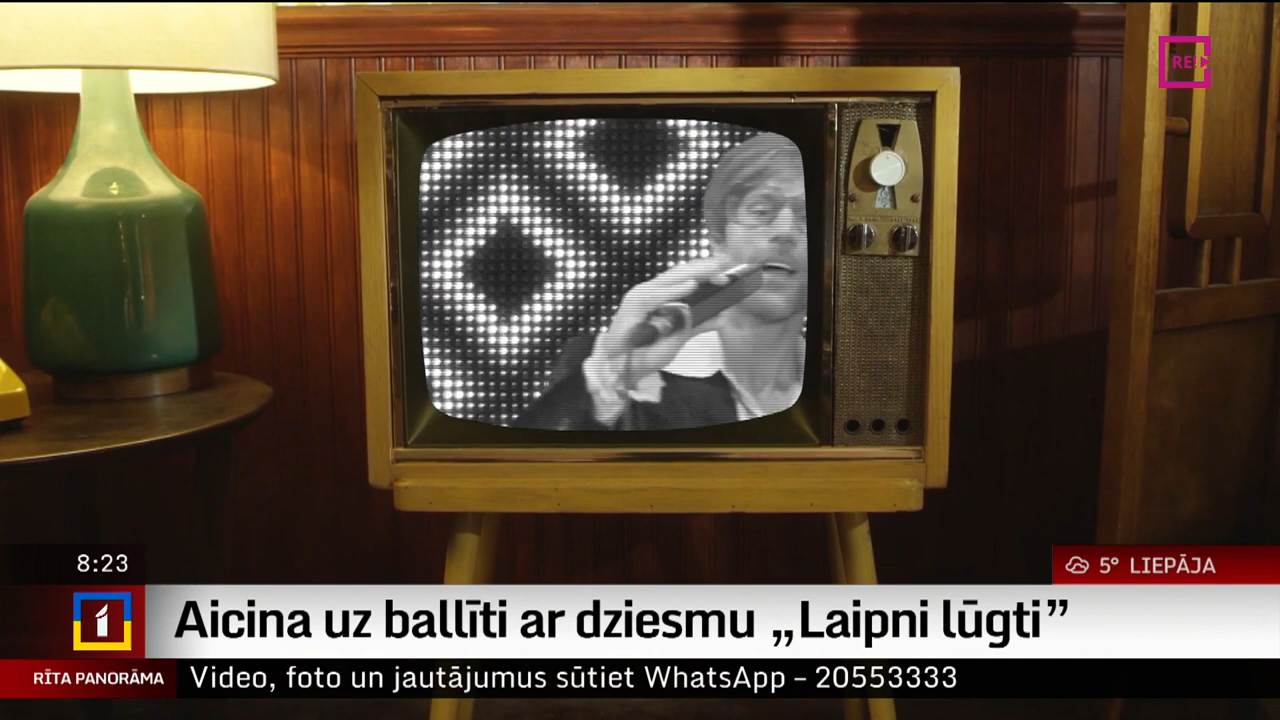 RE:
8:23
5° LIEPĀJA
1
Aicina uz ballīti ar dziesmu „Laipni lūgti”
RĪTA PANORĀMA
Video, foto un jautājumus sūtiet WhatsApp – 20553333